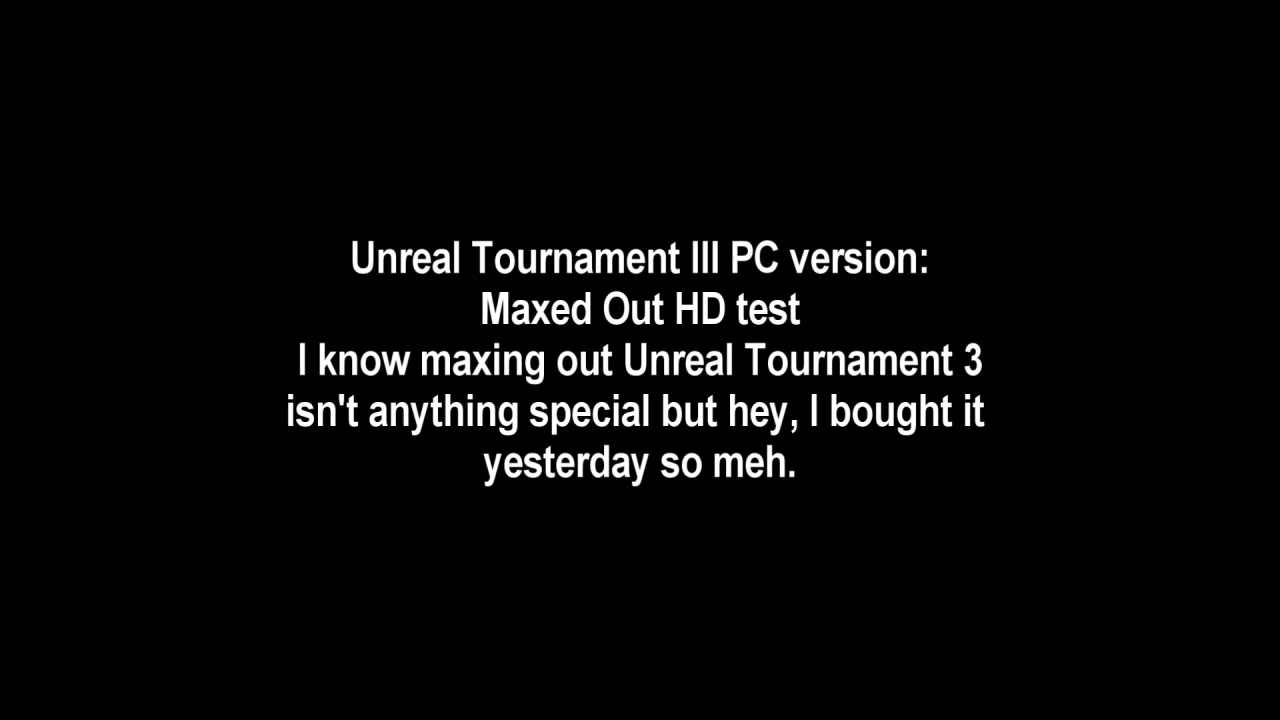 Unreal Tournament III PC version:
Maxed Out HD test
I know maxing out Unreal Tournament 3
isn't anything special but hey, I bought it
yesterday so meh.